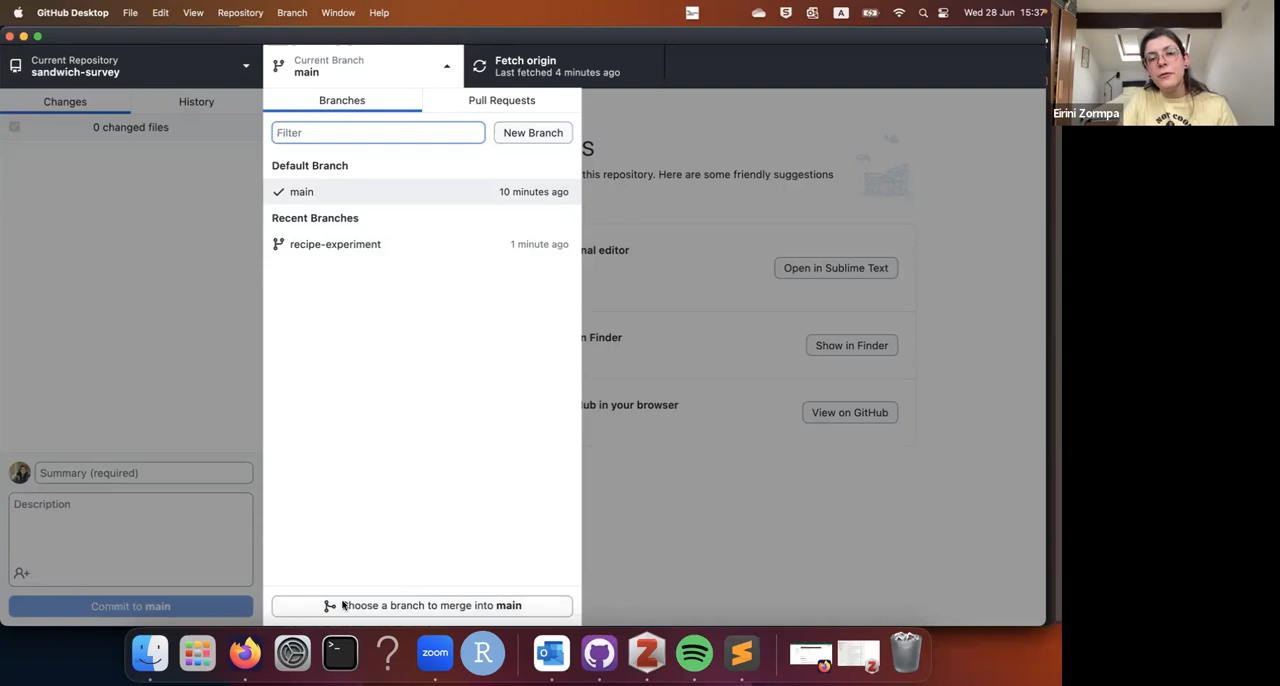 GitHub Desktop File Edit View Repository Branch Window Help
A
Wed 28 Jun 15:37
Current Repository
sandwich-survey
Current Branch
main
Fetch origin
Last fetched 4 minutes ago
Changes
History
0 changed files
Branches
Pull Requests
Filter
New Branch
Default Branch
main
10 minutes ago
Recent Branches
recipe-experiment
1 minute ago
s
this repository. Here are some friendly suggestions
nal editor
Open in Sublime Text
n Finder
Show in Finder
ub in your browser
View on GitHub
Summary (required)
Description
Commit to main
hoose a branch to merge into main
zoom
R
Z
Eirini Zormpa
NOT COO